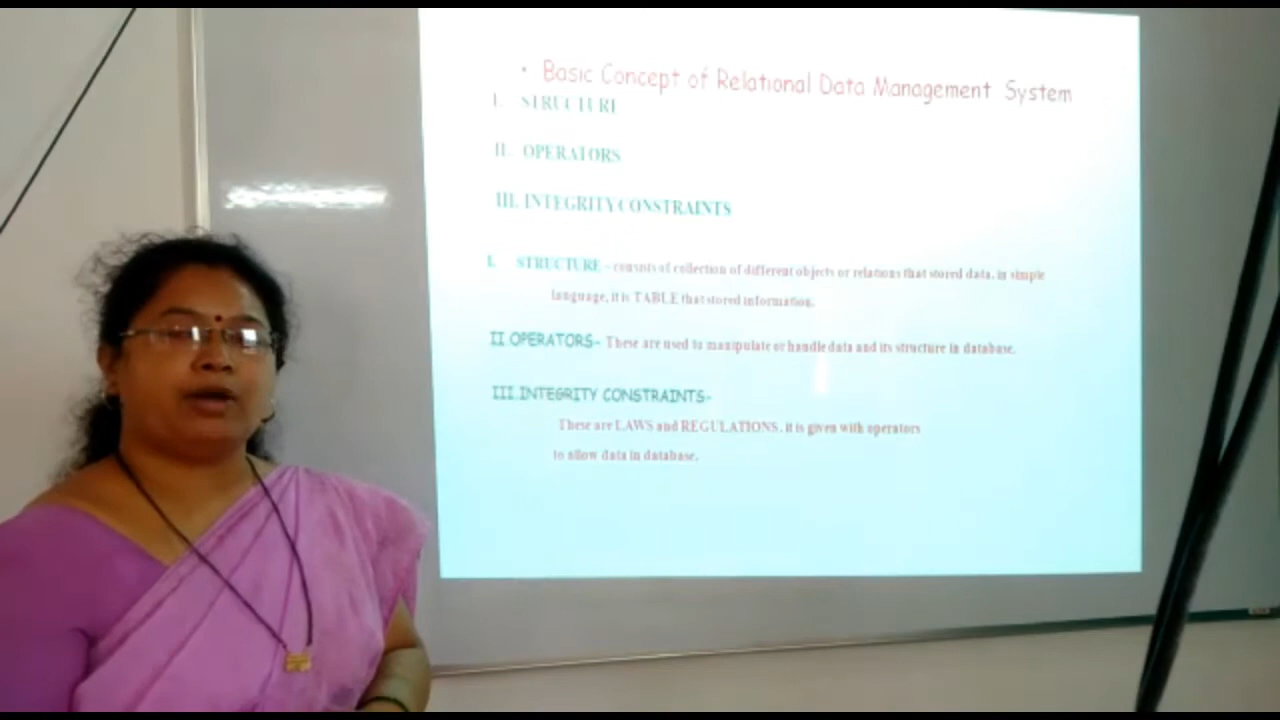 • Basic Concept of Relational Data Management System
I. STRUCTURE
II. OPERATORS
III. INTEGRITY CONSTRAINTS
I. STRUCTURE – consists of collection of different objects or relations that stored data, in simple
language, it is TABLE that stored information.
II OPERATORS- These are used to manipulate or handle data and its structure in database.
III.INTEGRITY CONSTRAINTS-
These are LAWS and REGULATIONS, it is given with operators
to allow data in database.